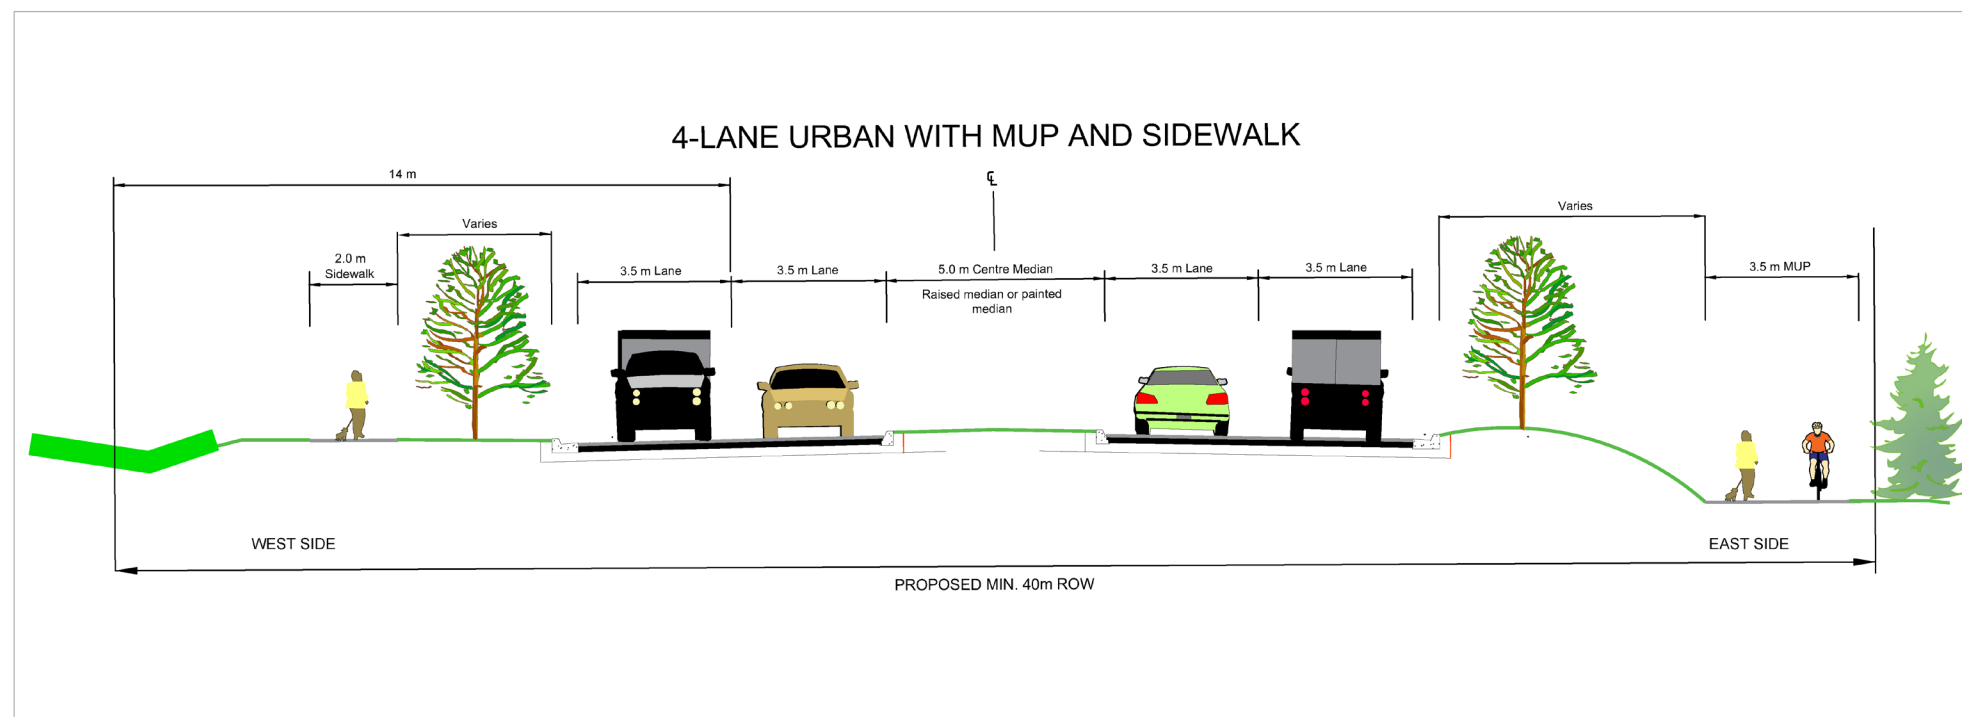 4-LANE URBAN WITH MUP AND SIDEWALK
14 m
℄
Varies
Varies
2.0 m
Sidewalk
3.5 m Lane
3.5 m Lane
5.0 m Centre Median
3.5 m Lane
3.5 m Lane
3.5 m MUP
Raised median or painted
median
WEST SIDE
EAST SIDE
PROPOSED MIN. 40m ROW